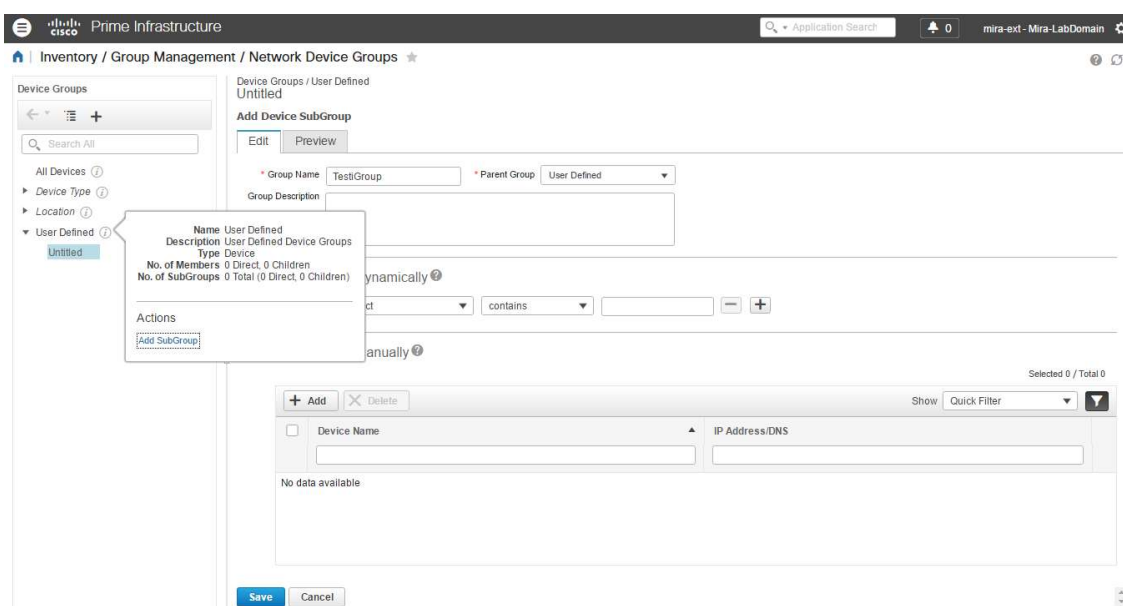 cisco Prime Infrastructure
Application Search
0
mira-ext - Mira-LabDomain
Inventory / Group Management / Network Device Groups
Device Groups
Search All
All Devices
Device Type
Location
User Defined
Untitled
Name User Defined
Description User Defined Device Groups
Type Device
No. of Members 0 Direct, 0 Children
No. of SubGroups 0 Total (0 Direct, 0 Children)
Actions
Add SubGroup
Device Groups / User Defined
Untitled
Add Device SubGroup
Edit Preview
* Group Name TestiGroup * Parent Group User Defined
Group Description
ynamically
ct contains
anually
Selected 0 / Total 0
Add Delete Show Quick Filter
Device Name IP Address/DNS
No data available
Save Cancel